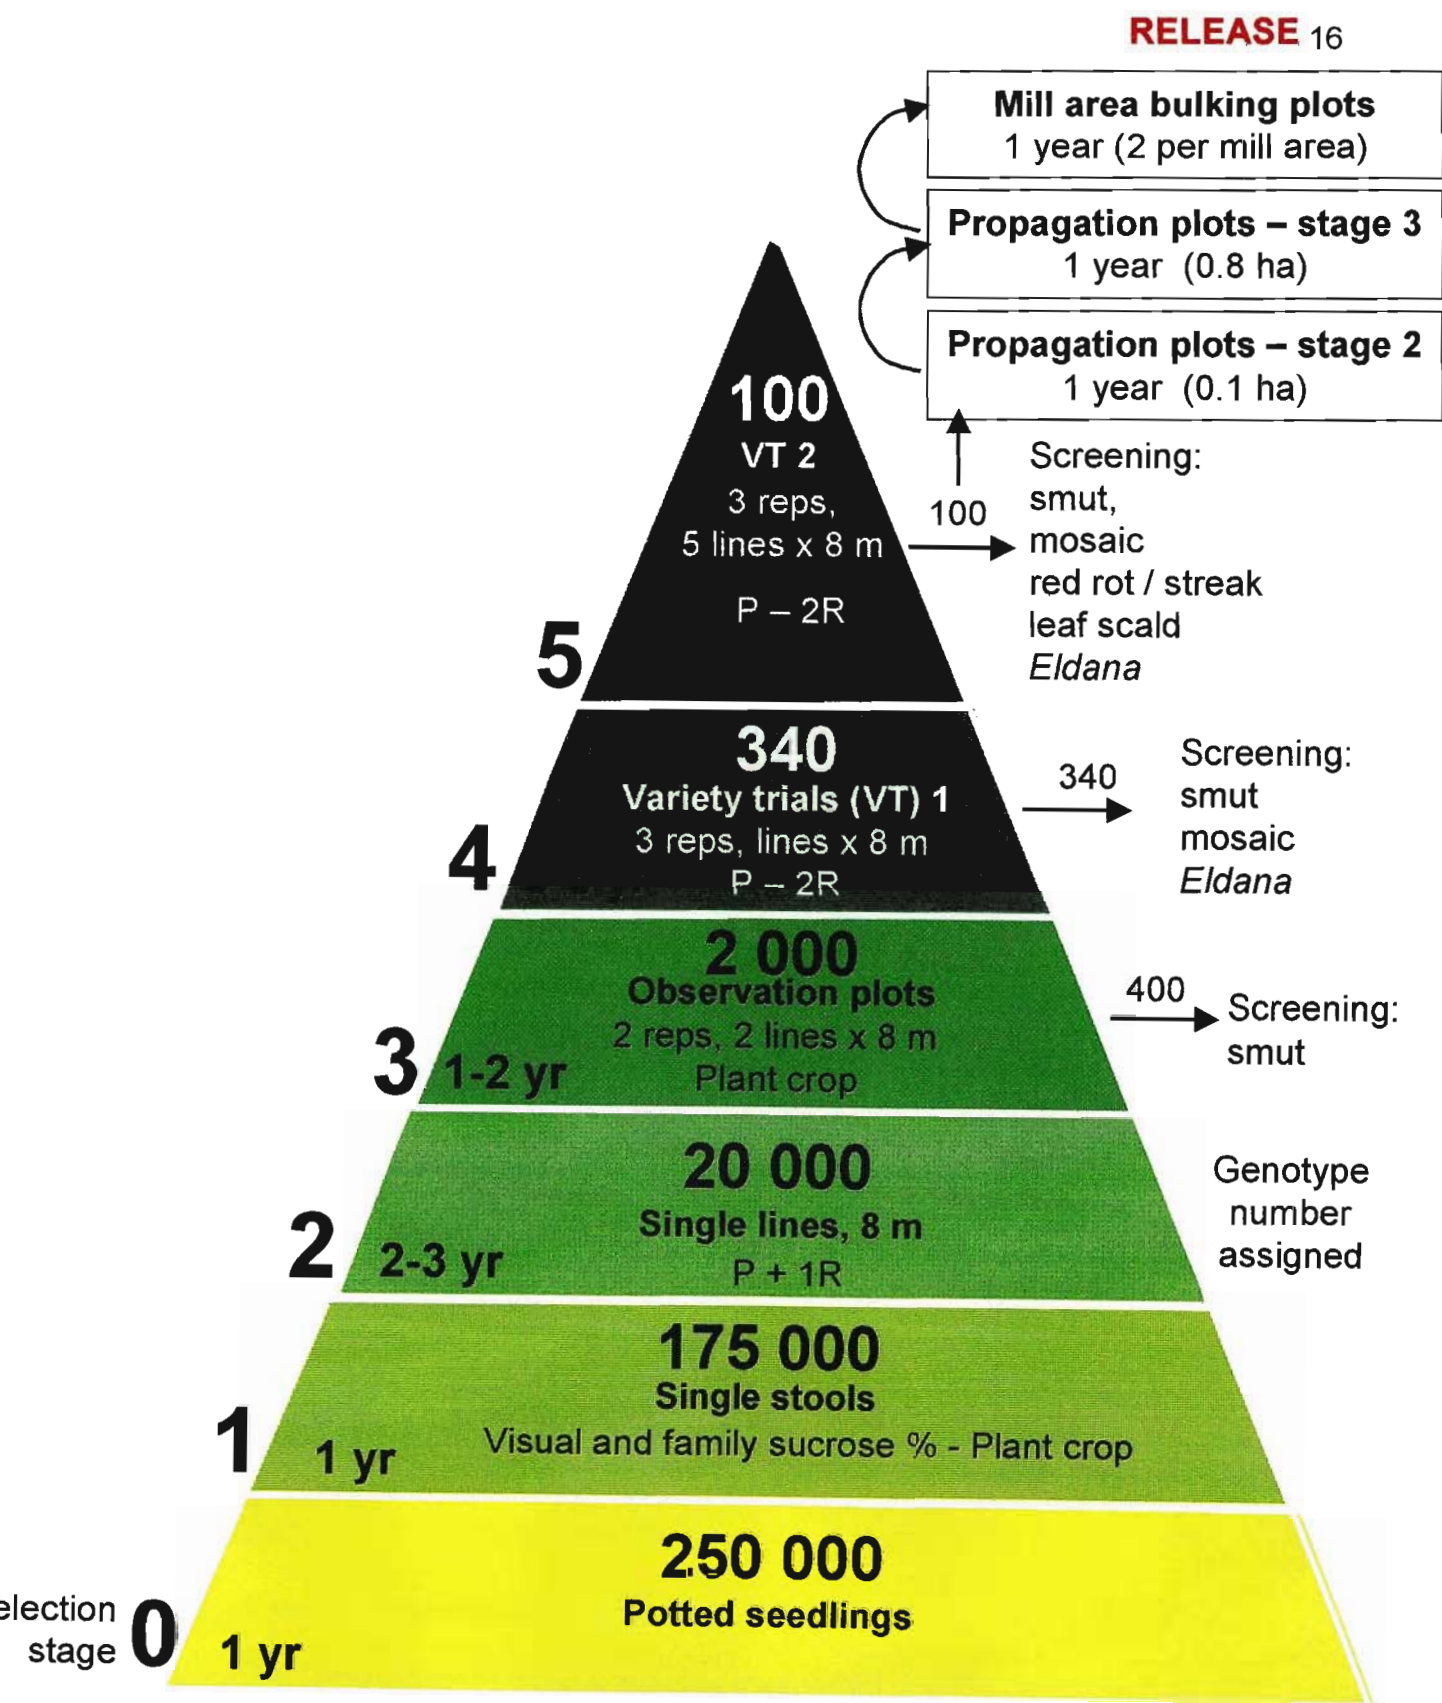 RELEASE 16
Mill area bulking plots
1 year (2 per mill area)
Propagation plots – stage 3
1 year (0.8 ha)
Propagation plots – stage 2
1 year (0.1 ha)
100
VT 2
3 reps,
5 lines x 8 m
P – 2R
5
100
Screening:
smut,
mosaic
red rot / streak
leaf scald
Eldana
340
Variety trials (VT) 1
3 reps, lines x 8 m
P – 2R
4
340
Screening:
smut
mosaic
Eldana
2 000
Observation plots
2 reps, 2 lines x 8 m
Plant crop
3 1-2 yr
400
Screening:
smut
20 000
Single lines, 8 m
P + 1R
2 2-3 yr
Genotype
number
assigned
175 000
Single stools
Visual and family sucrose % - Plant crop
1 1 yr
250 000
Potted seedlings
election
stage
0 1 yr